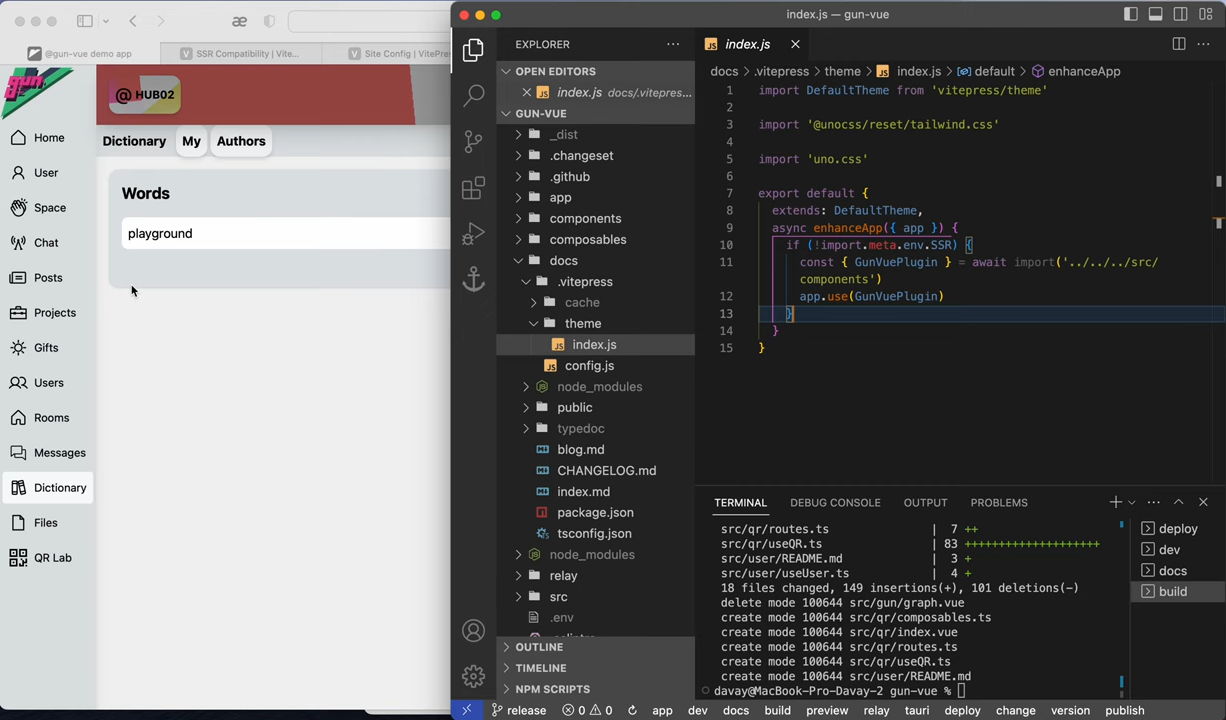 @gun-vue demo app
SSR Compatibility | Vite...
Site Config | VitePre
gun
@ HUB02
Home
User
Space
Chat
Posts
Projects
Gifts
Users
Rooms
Messages
Dictionary
Files
QR Lab
Dictionary My Authors
Words
playground
index.js — gun-vue
EXPLORER
OPEN EDITORS
index.js docs/.vitepres...
GUN-VUE
_dist
.changeset
.github
app
components
composables
docs
.vitepress
cache
theme
index.js
config.js
node_modules
public
typedoc
blog.md
CHANGELOG.md
index.md
package.json
tsconfig.json
node_modules
relay
src
.env
OUTLINE
TIMELINE
NPM SCRIPTS
index.js
docs > .vitepress > theme > index.js > default > enhanceApp
1 import DefaultTheme from 'vitepress/theme'
2
3 import '@unocss/reset/tailwind.css'
4
5 import 'uno.css'
6
7 export default {
8 extends: DefaultTheme,
9 async enhanceApp({ app }) {
10 if (!import.meta.env.SSR) {
11 const { GunVuePlugin } = await import('../../../src/
components')
12 app.use(GunVuePlugin)
13 }
14 }
15 }
TERMINAL DEBUG CONSOLE OUTPUT PROBLEMS
src/qr/routes.ts | 7 ++
src/qr/useQR.ts | 83 ++++++++++++++++++++
src/user/README.md | 3 +
src/user/useUser.ts | 4 +
18 files changed, 149 insertions(+), 101 deletions(-)
delete mode 100644 src/gun/graph.vue
create mode 100644 src/qr/composables.ts
create mode 100644 src/qr/index.vue
create mode 100644 src/qr/routes.ts
create mode 100644 src/qr/useQR.ts
create mode 100644 src/user/README.md
davay@MacBook-Pro-Davay-2 gun-vue %
deploy
dev
docs
build
release 0 0 app dev docs build preview relay tauri deploy change version publish